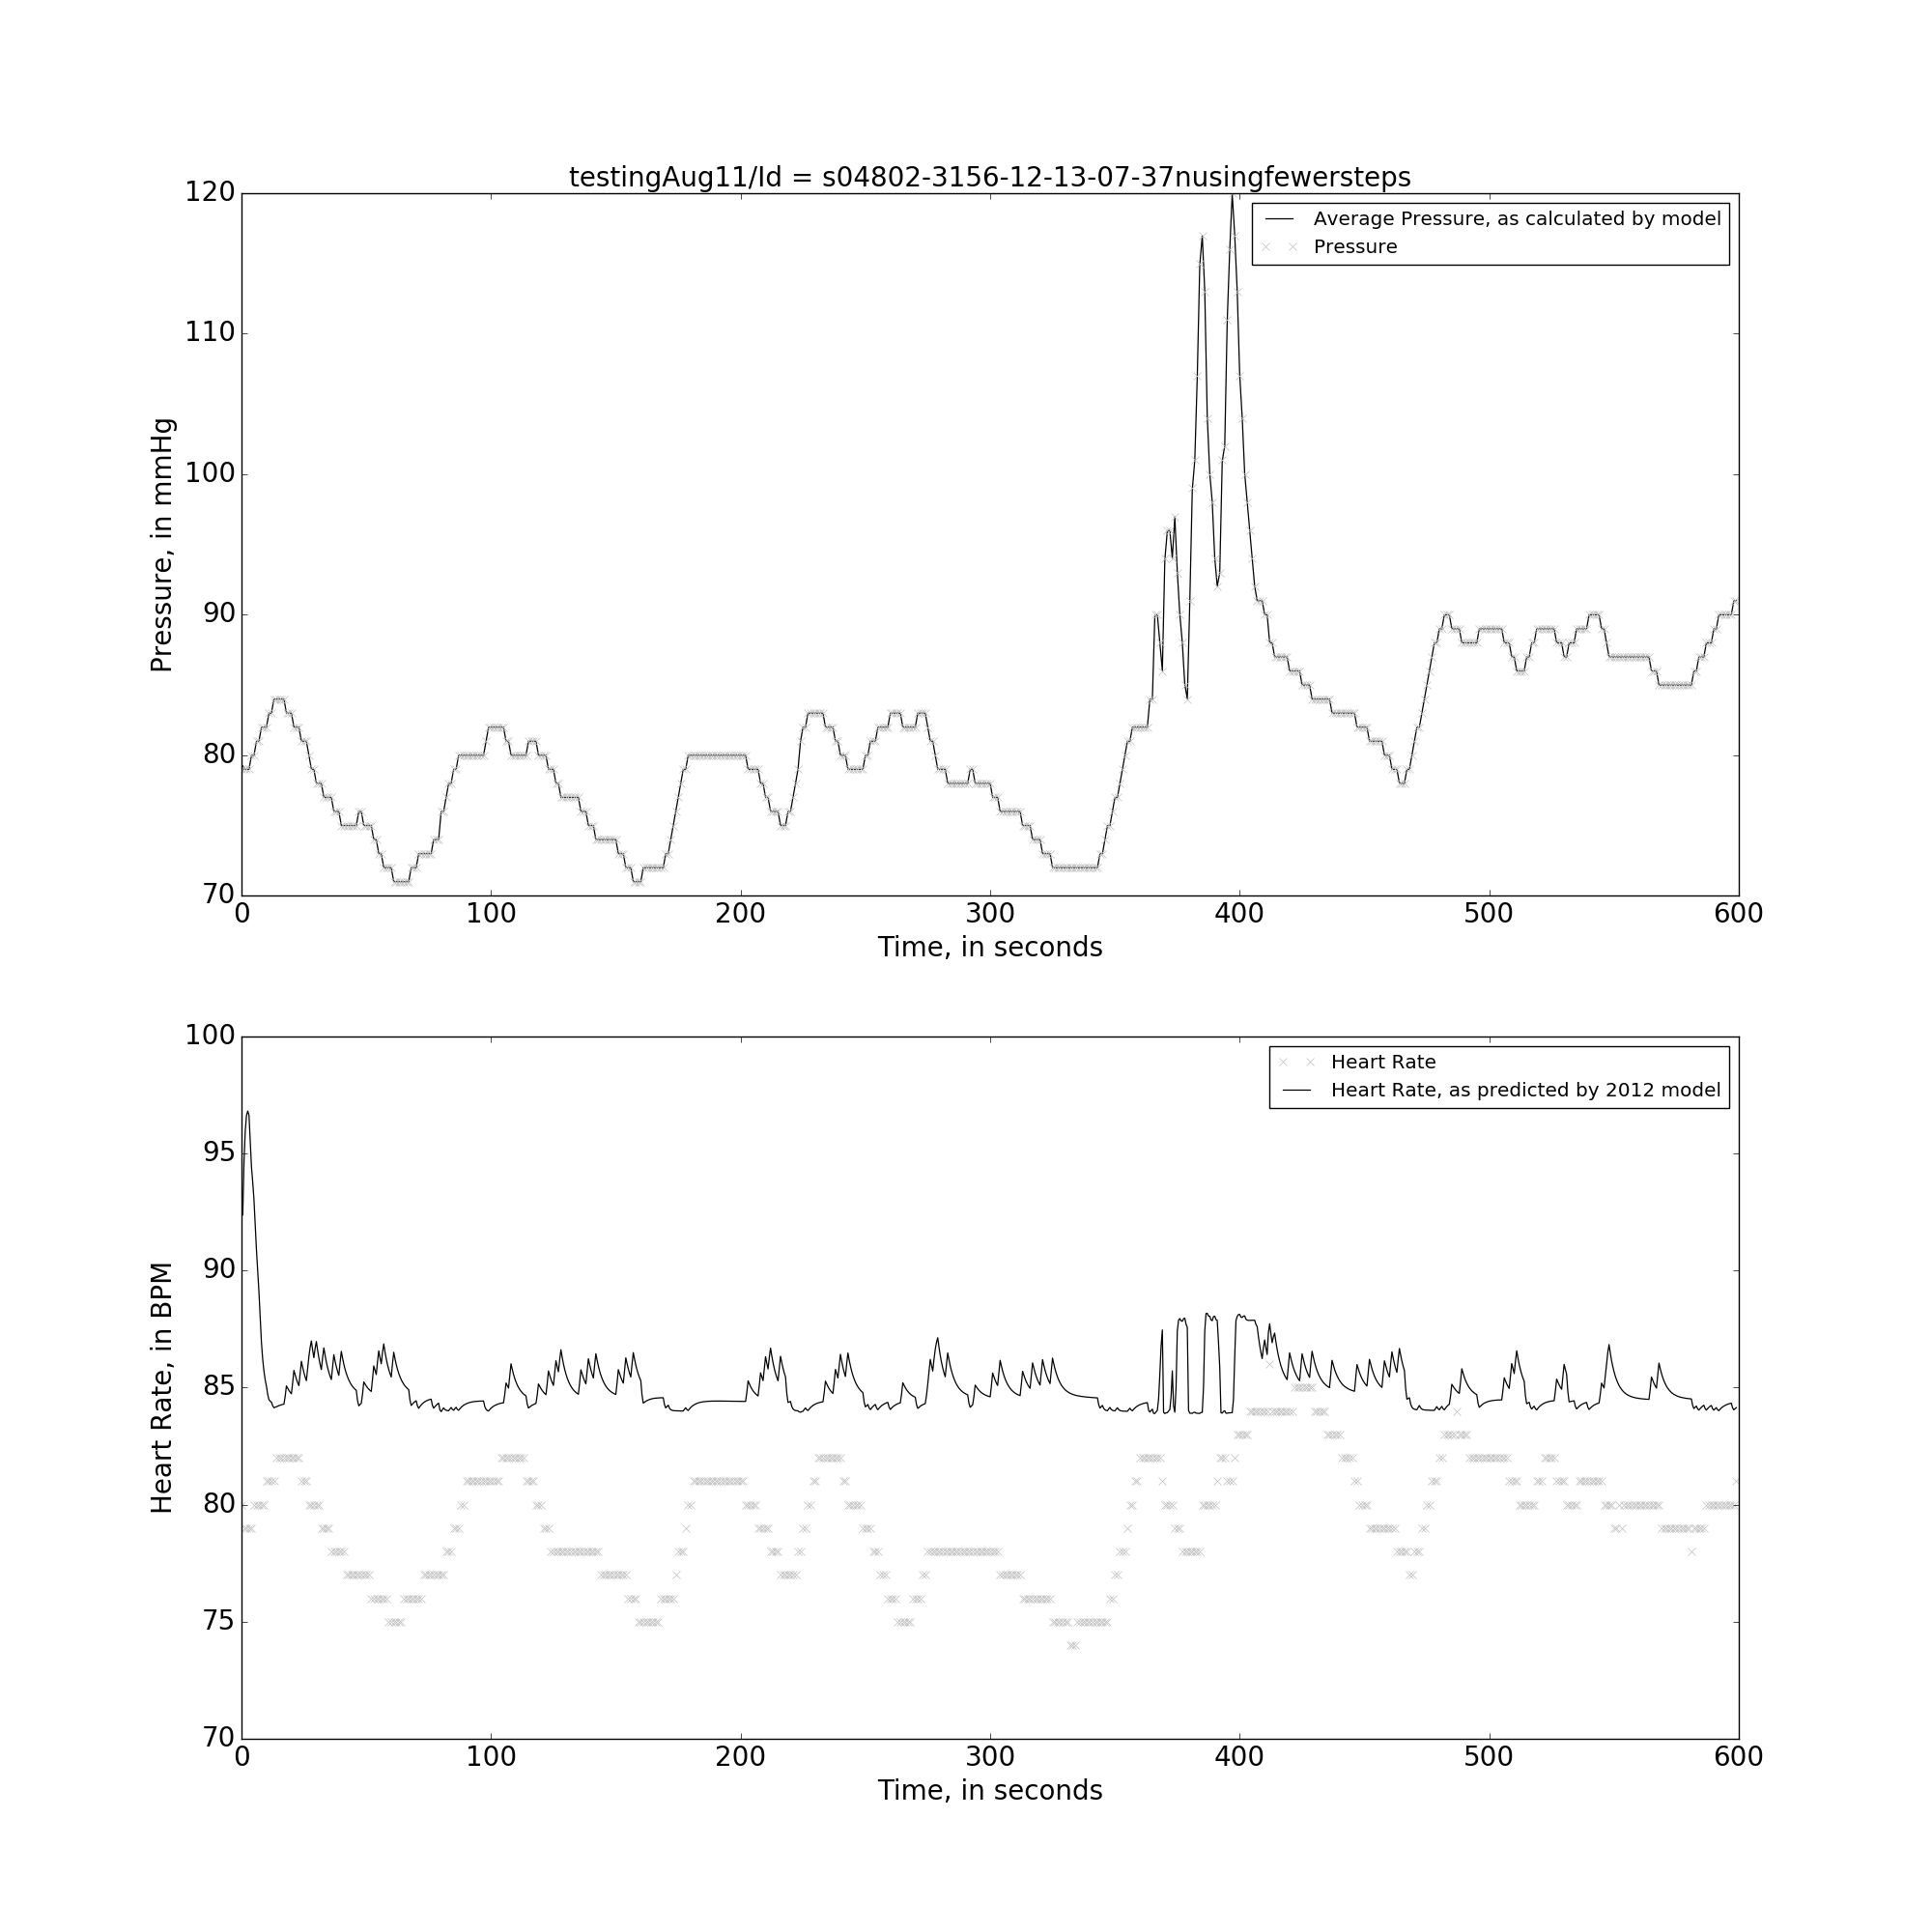 testingAug11/Id = s04802-3156-12-13-07-37nusingfewersteps
120
110
100
90
80
70
Pressure, in mmHg
Average Pressure, as calculated by model
Pressure
0 100 200 300 400 500 600
Time, in seconds
100
95
90
85
80
75
70
Heart Rate, in BPM
Heart Rate
Heart Rate, as predicted by 2012 model
0 100 200 300 400 500 600
Time, in seconds